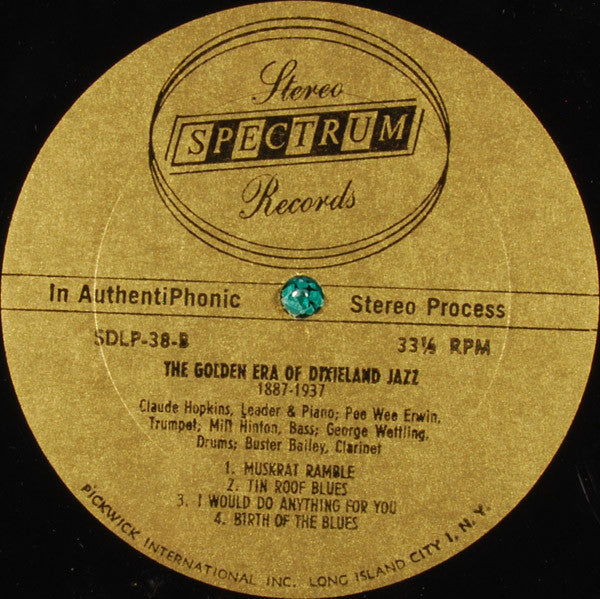 Stereo
SPECTRUM
Records
In AuthentiPhonic Stereo Process
SDLP-38-B 33⅓ RPM
THE GOLDEN ERA OF DIXIELAND JAZZ
1887-1937
Claude Hopkins, Leader & Piano; Pee Wee Erwin,
Trumpet; Milt Hinton, Bass; George Wettling,
Drums; Buster Bailey, Clarinet
1. MUSKRAT RAMBLE
2. TIN ROOF BLUES
3. I WOULD DO ANYTHING FOR YOU
4. BIRTH OF THE BLUES
PICKWICK INTERNATIONAL INC. LONG ISLAND CITY 1, N. Y.